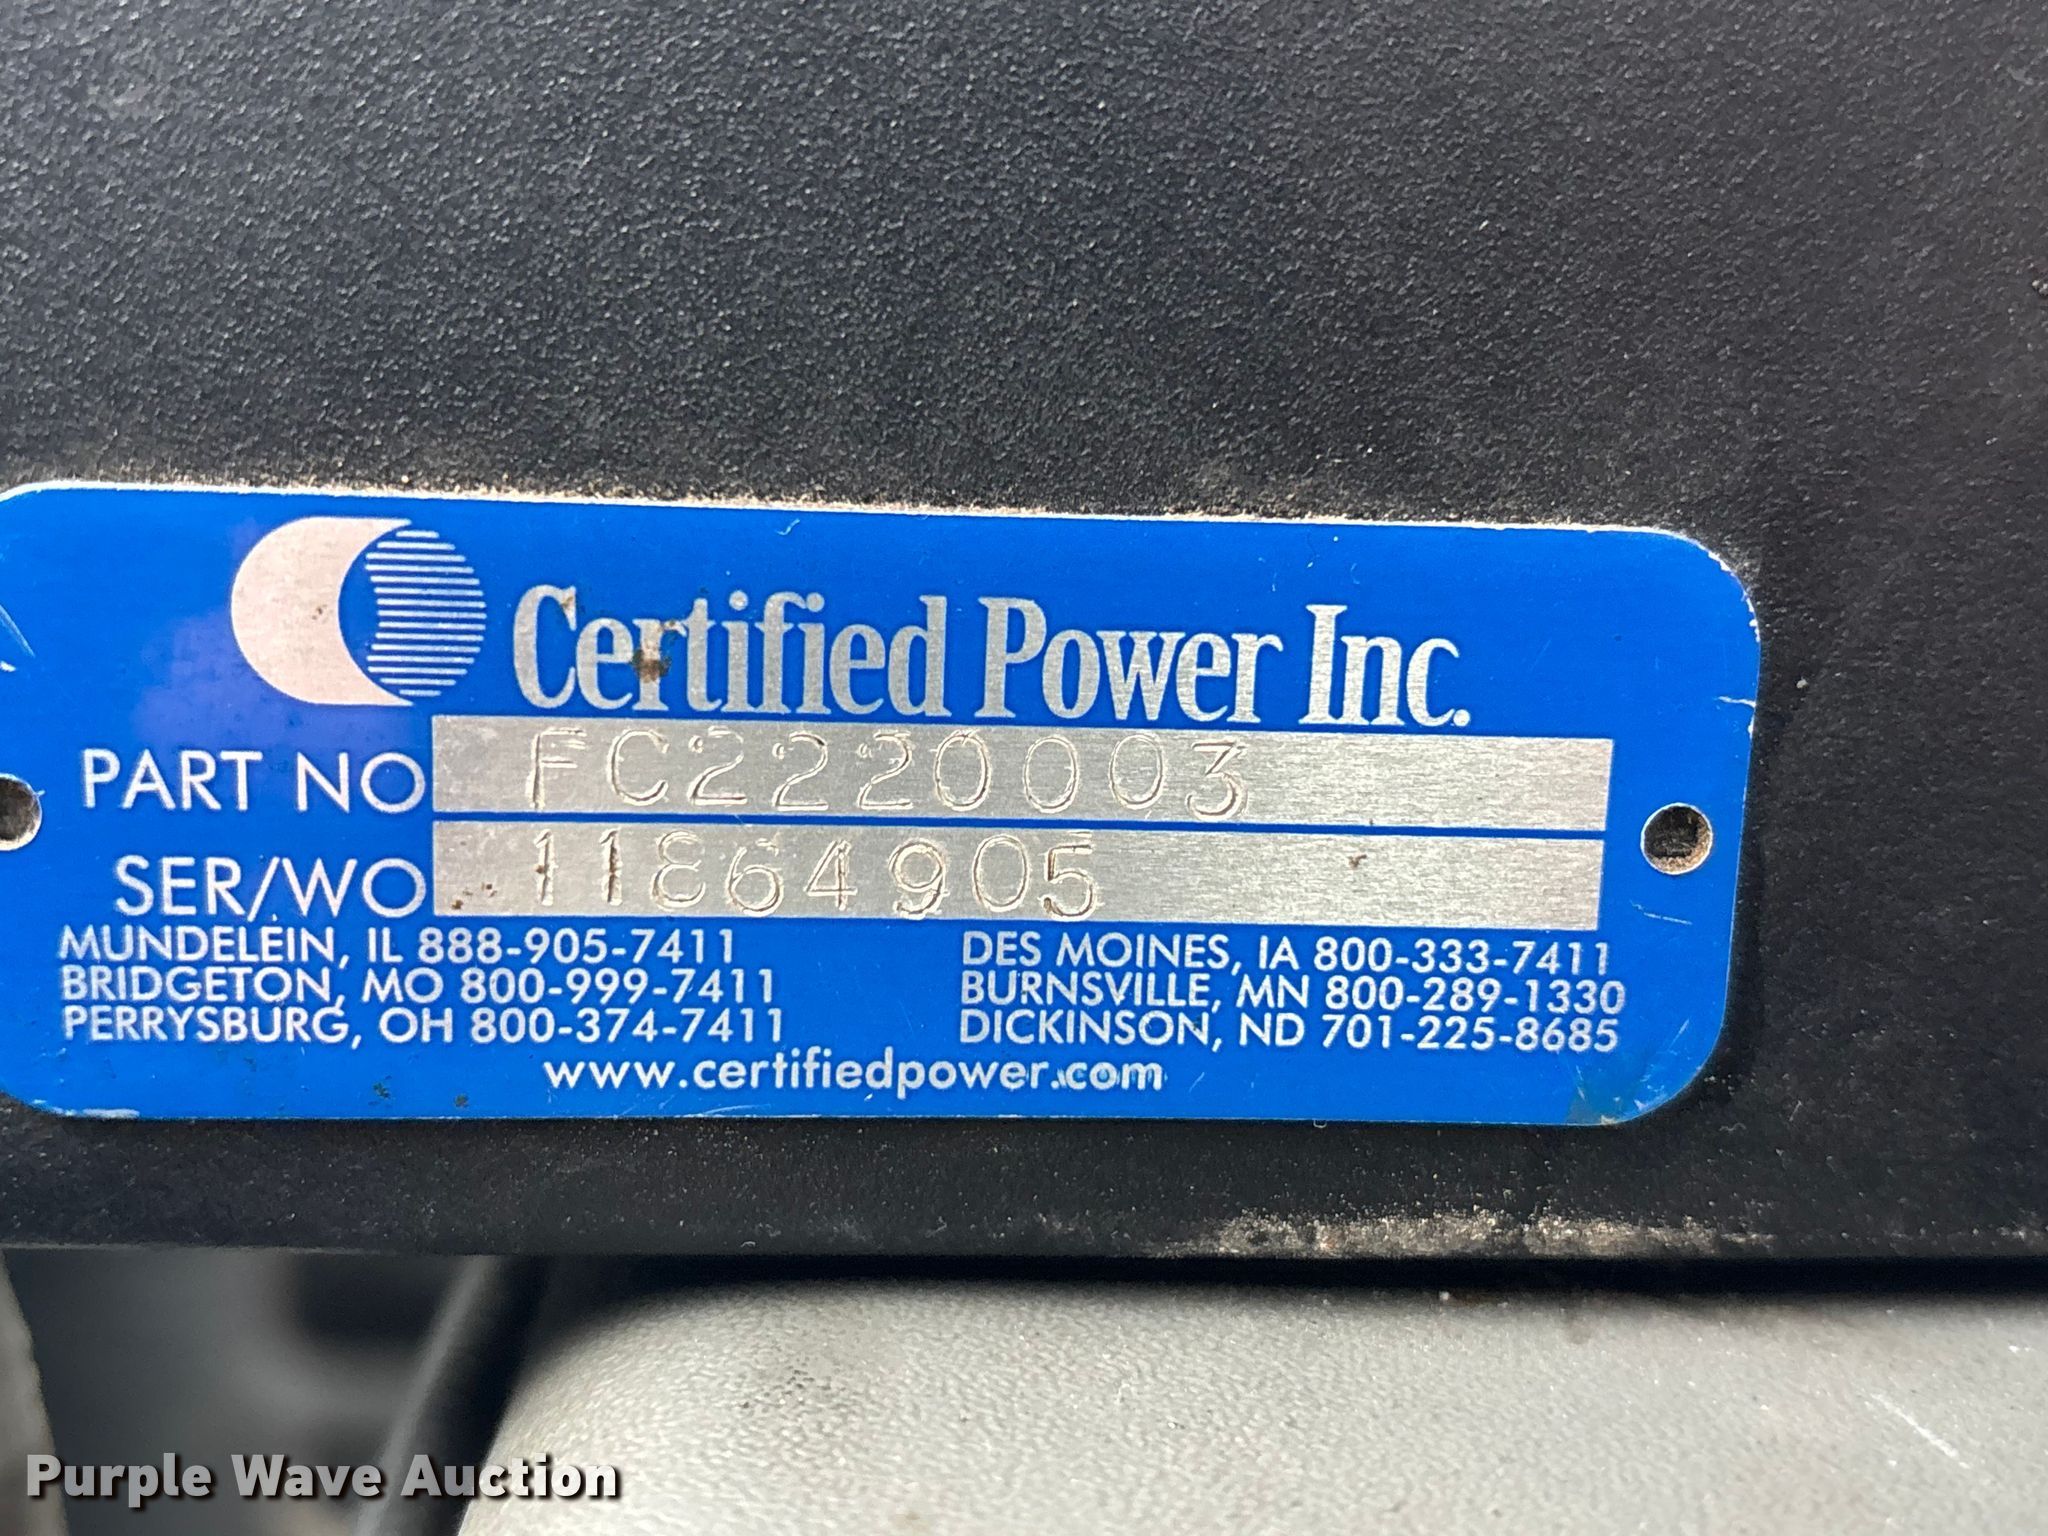 Certified Power Inc.
PART NO FC2220003
SER/WO 11864905
MUNDELEIN, IL 888-905-7411
BRIDGETON, MO 800-999-7411
PERRYSBURG, OH 800-374-7411
DES MOINES, IA 800-333-7411
BURNSVILLE, MN 800-289-1330
DICKINSON, ND 701-225-8685
www.certifiedpower.com
Purple Wave Auction